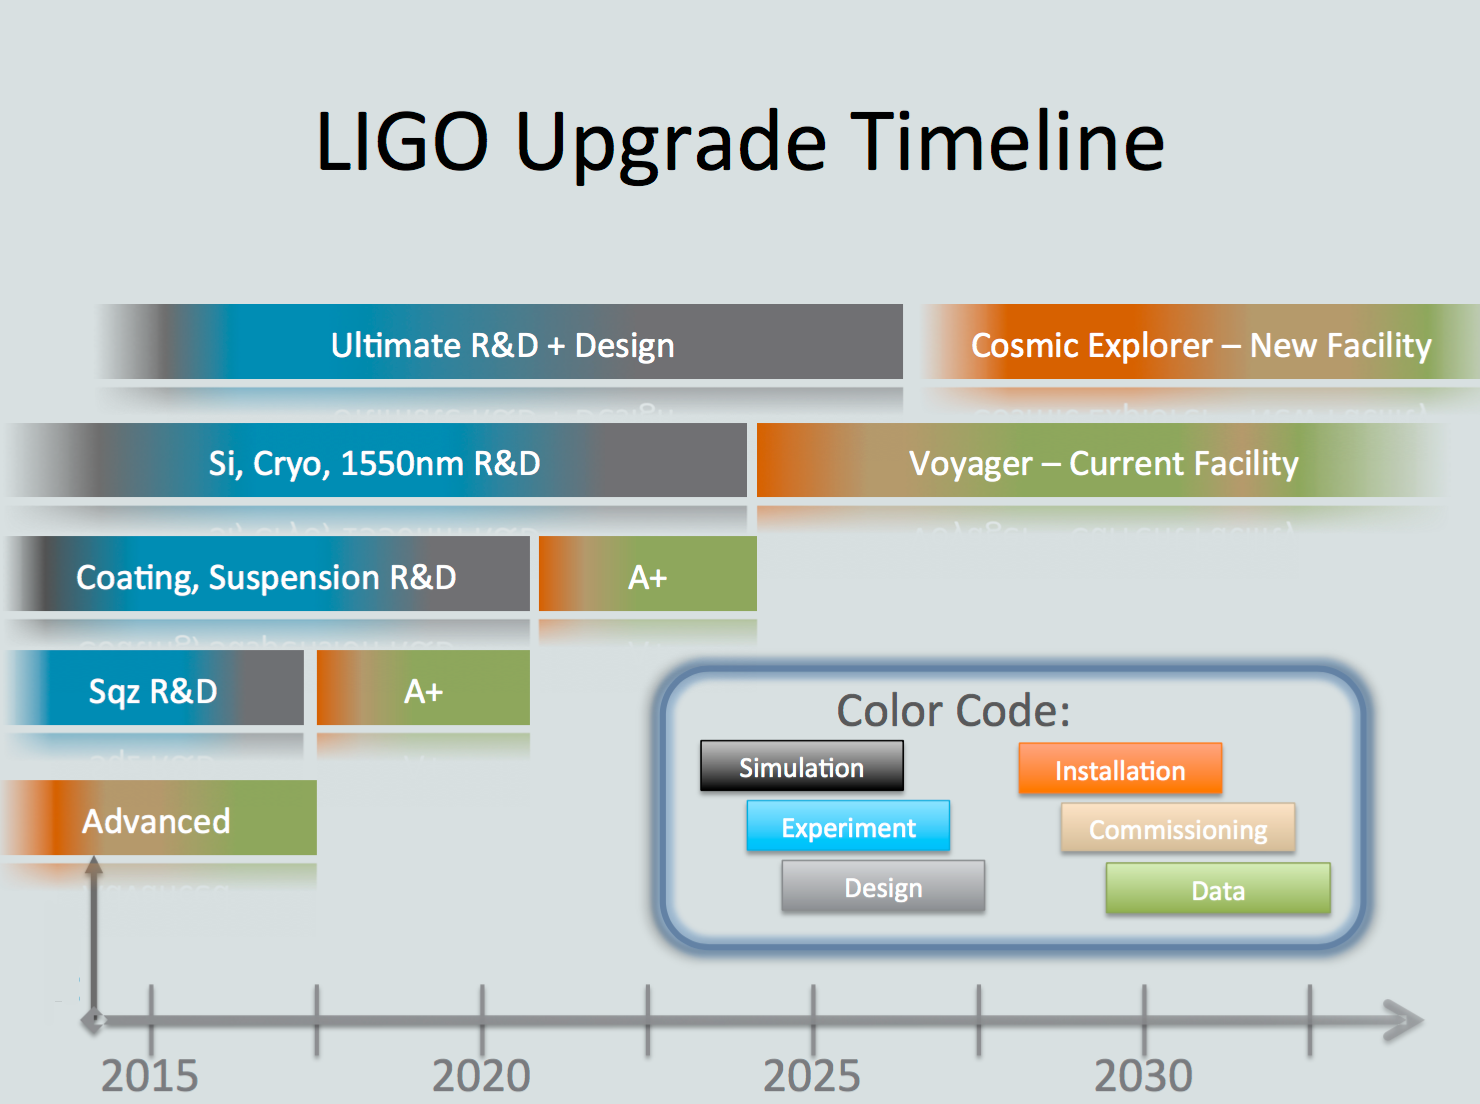 LIGO Upgrade Timeline
Ultimate R&D + Design
Cosmic Explorer – New Facility
Si, Cryo, 1550nm R&D
Voyager – Current Facility
Coating, Suspension R&D
A+
Sqz R&D
A+
Advanced
Color Code:
Simulation
Installation
Experiment
Commissioning
Design
Data
2015
2020
2025
2030